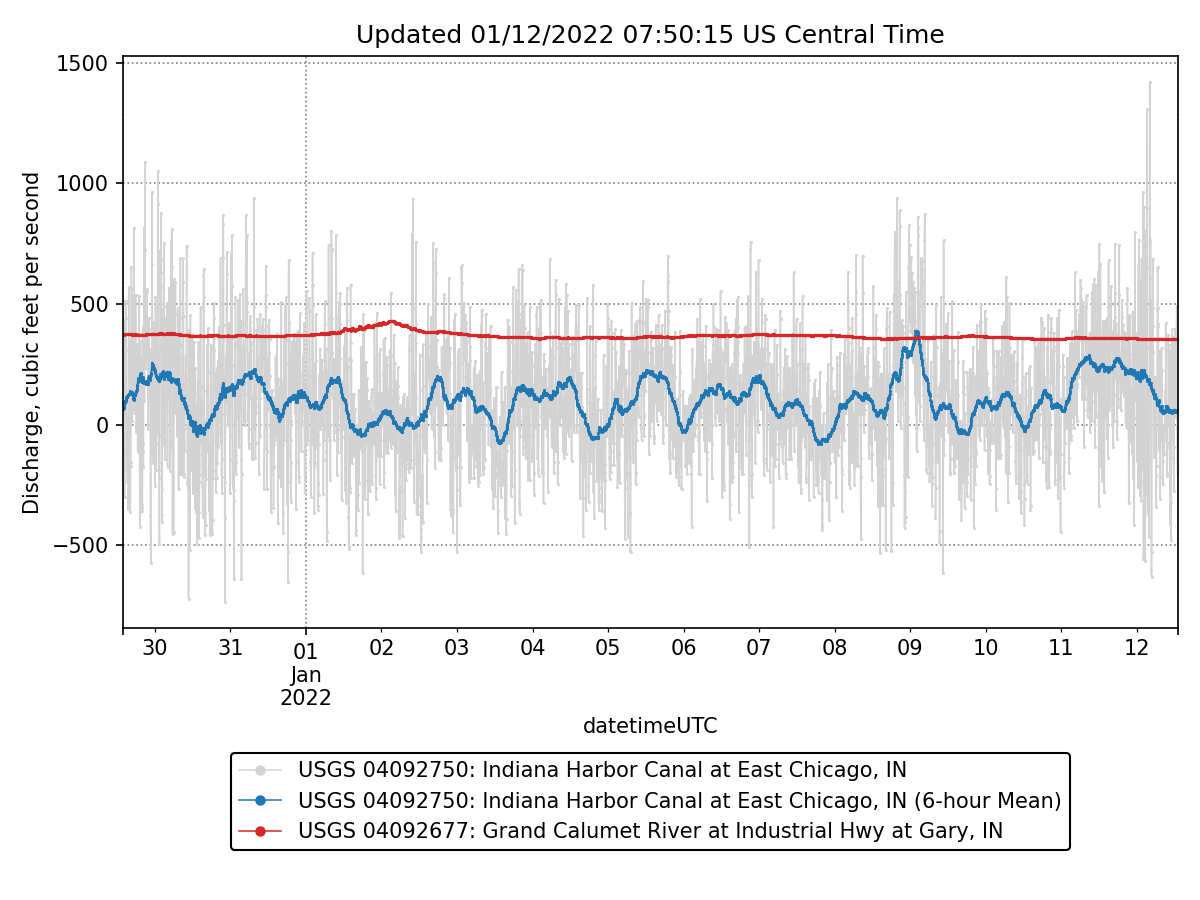 Updated 01/12/2022 07:50:15 US Central Time
Discharge, cubic feet per second
1500
1000
500
0
−500
30 31 01 02 03 04 05 06 07 08 09 10 11 12
Jan
2022
datetimeUTC
USGS 04092750: Indiana Harbor Canal at East Chicago, IN
USGS 04092750: Indiana Harbor Canal at East Chicago, IN (6-hour Mean)
USGS 04092677: Grand Calumet River at Industrial Hwy at Gary, IN